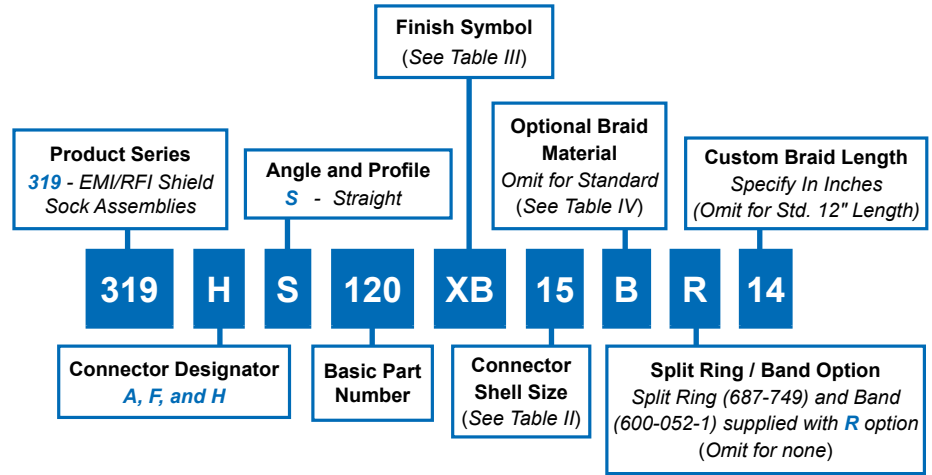 Finish Symbol
(See Table III)
Product Series
319 - EMI/RFI Shield
Sock Assemblies
Angle and Profile
S - Straight
Optional Braid
Material
Omit for Standard
(See Table IV)
Custom Braid Length
Specify In Inches
(Omit for Std. 12" Length)
319 H S 120 XB 15 B R 14
Connector Designator
A, F, and H
Basic Part
Number
Connector
Shell Size
(See Table II)
Split Ring / Band Option
Split Ring (687-749) and Band
(600-052-1) supplied with R option
(Omit for none)